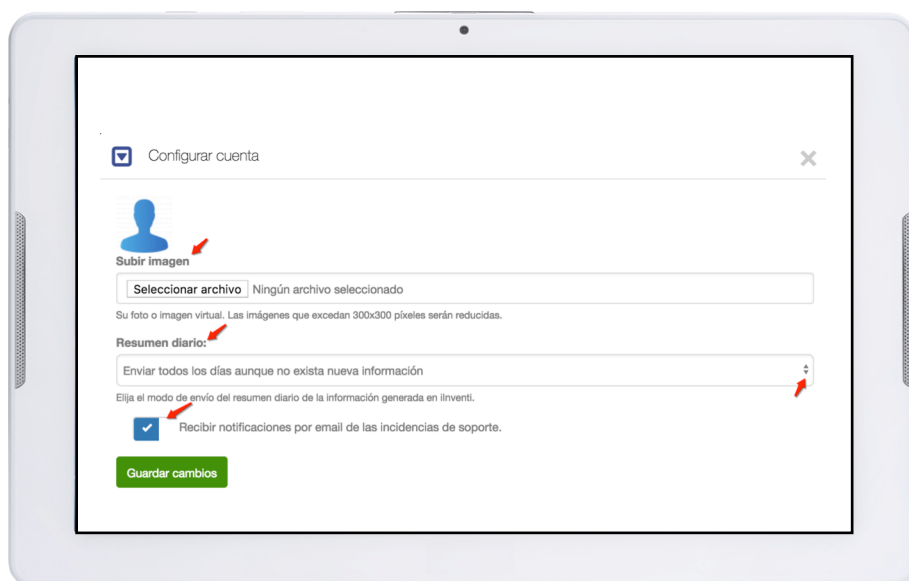 Configurar cuenta
Subir imagen
Seleccionar archivo Ningún archivo seleccionado
Su foto o imagen virtual. Las imágenes que excedan 300x300 píxeles serán reducidas.
Resumen diario:
Enviar todos los días aunque no exista nueva información
Elija el modo de envío del resumen diario de la información generada en iInventi.
Recibir notificaciones por email de las incidencias de soporte.
Guardar cambios